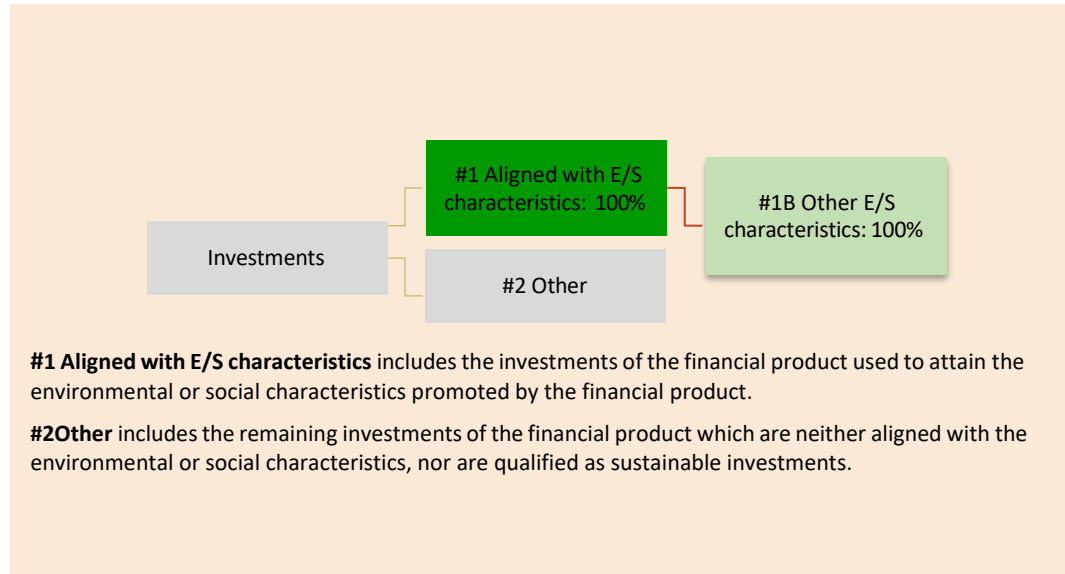 #1 Aligned with E/S
characteristics: 100%
#1B Other E/S
characteristics: 100%
Investments
#2 Other
#1 Aligned with E/S characteristics includes the investments of the financial product used to attain the
environmental or social characteristics promoted by the financial product.
#2Other includes the remaining investments of the financial product which are neither aligned with the
environmental or social characteristics, nor are qualified as sustainable investments.